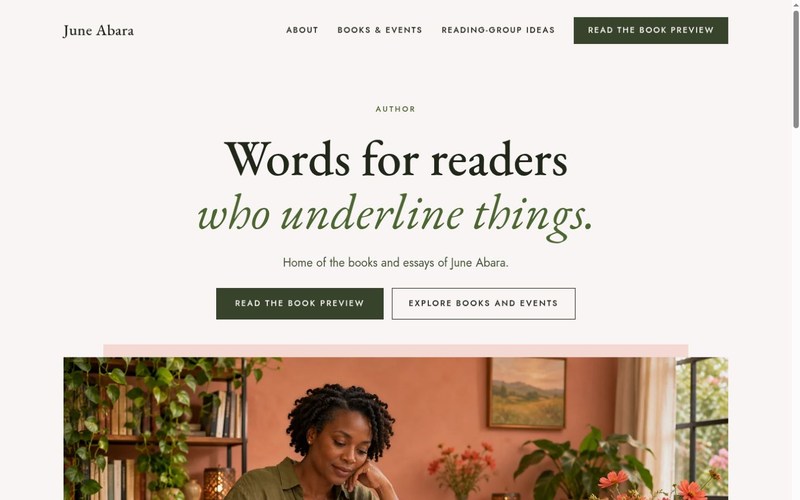 June Abara
ABOUT
BOOKS & EVENTS
READING-GROUP IDEAS
READ THE BOOK PREVIEW
AUTHOR
Words for readers
who underline things.
Home of the books and essays of June Abara.
READ THE BOOK PREVIEW
EXPLORE BOOKS AND EVENTS